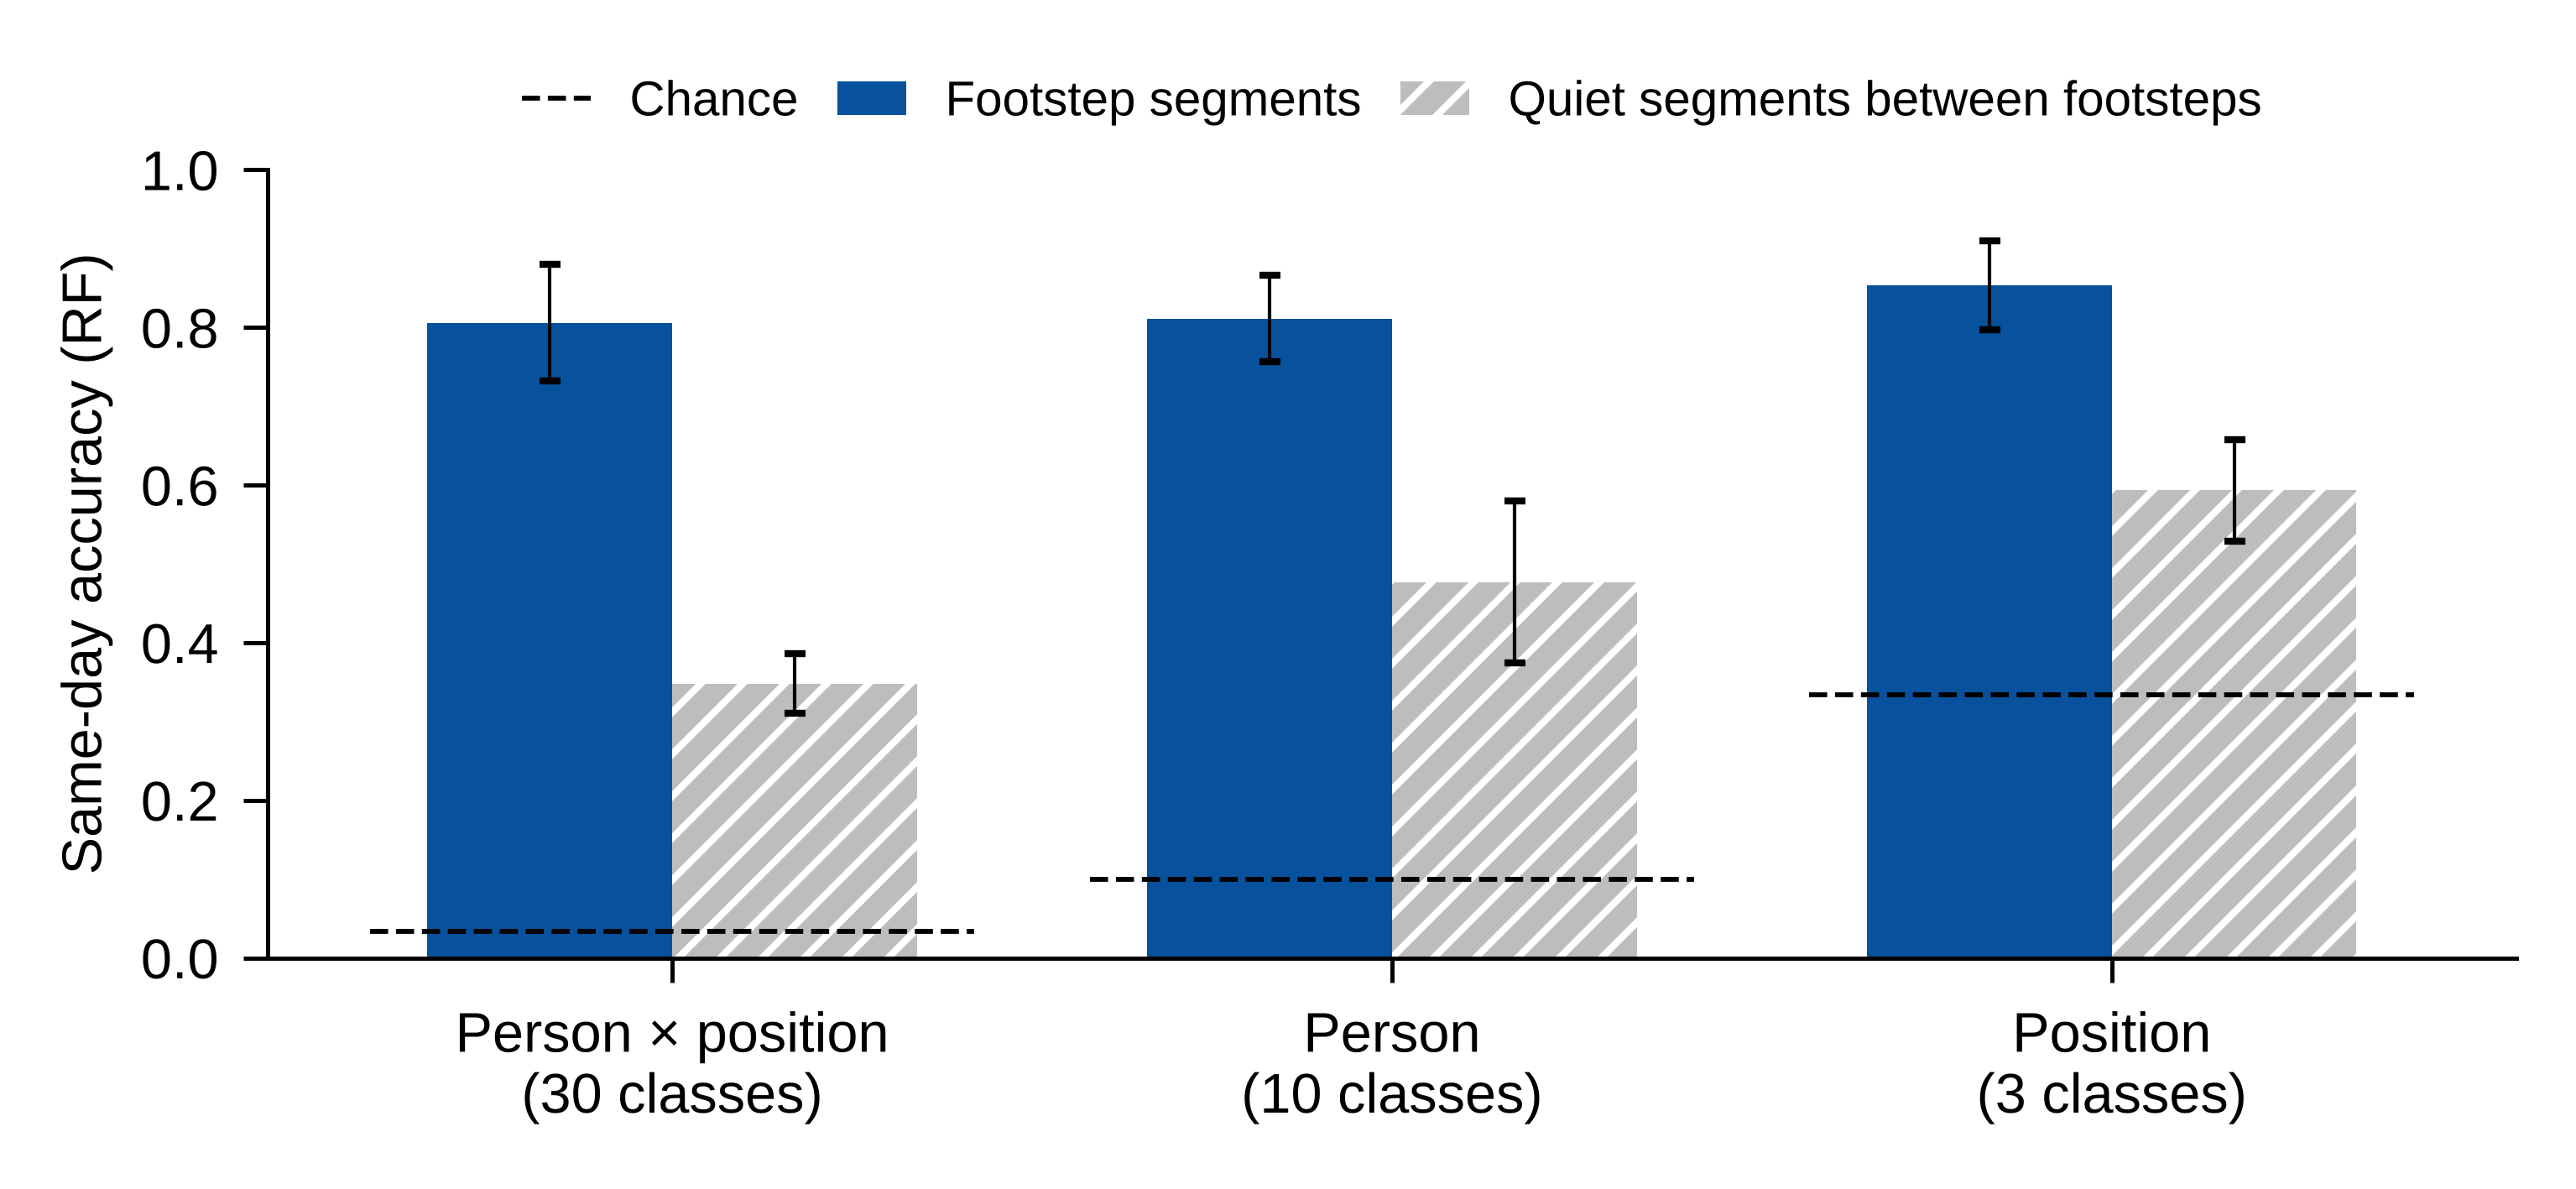 Chance Footstep segments Quiet segments between footsteps
Same-day accuracy (RF)
1.0
0.8
0.6
0.4
0.2
0.0
Person × position
(30 classes)
Person
(10 classes)
Position
(3 classes)